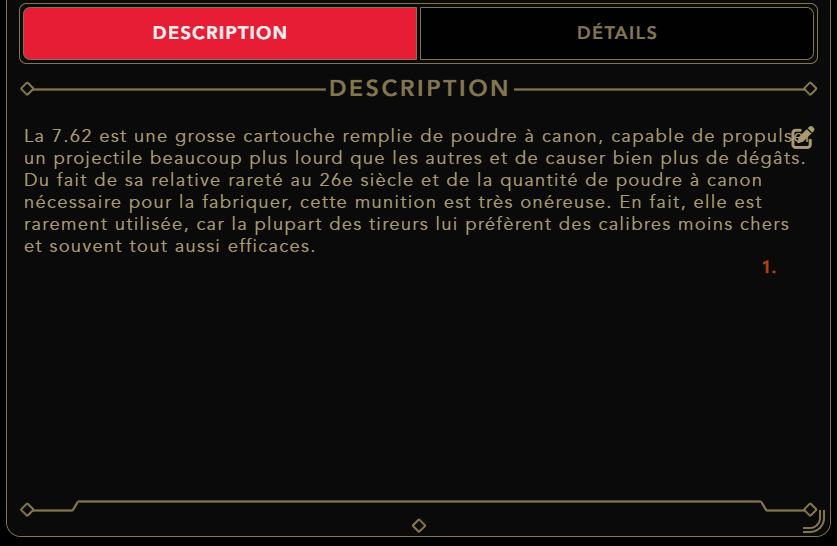 DESCRIPTION
DÉTAILS
DESCRIPTION
La 7.62 est une grosse cartouche remplie de poudre à canon, capable de propulser
un projectile beaucoup plus lourd que les autres et de causer bien plus de dégâts.
Du fait de sa relative rareté au 26e siècle et de la quantité de poudre à canon
nécessaire pour la fabriquer, cette munition est très onéreuse. En fait, elle est
rarement utilisée, car la plupart des tireurs lui préfèrent des calibres moins chers
et souvent tout aussi efficaces.
1.